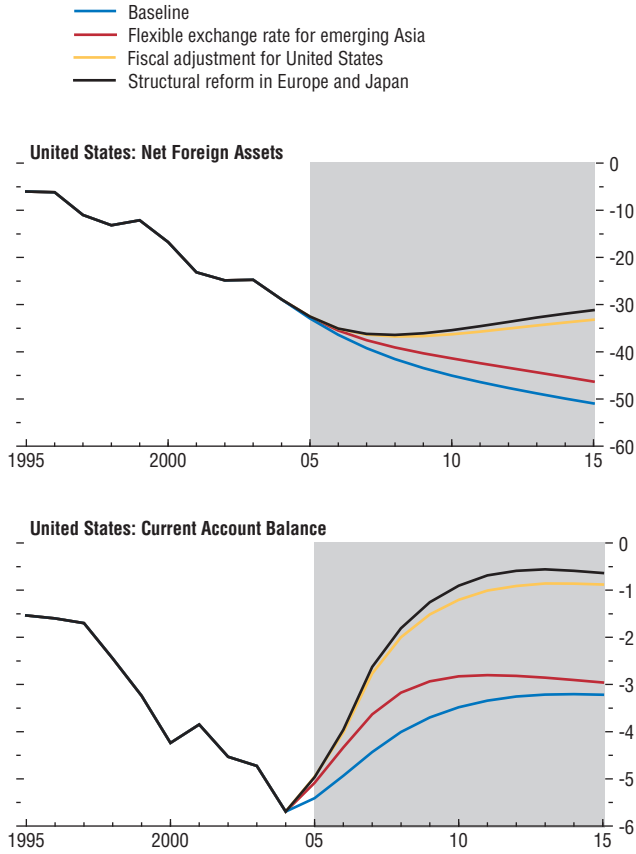 Baseline
Flexible exchange rate for emerging Asia
Fiscal adjustment for United States
Structural reform in Europe and Japan
United States: Net Foreign Assets
0
-10
-20
-30
-40
-50
-60
1995 2000 05 10 15
United States: Current Account Balance
0
-1
-2
-3
-4
-5
-6
1995 2000 05 10 15